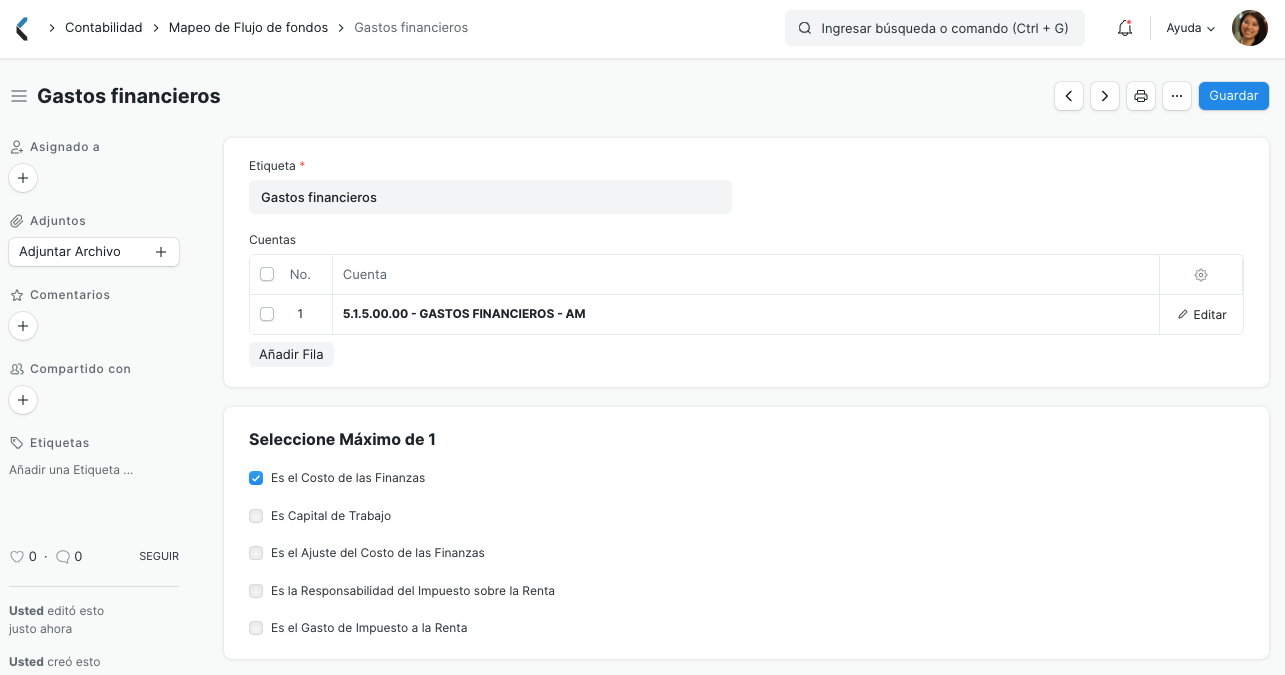 Contabilidad
Mapeo de Flujo de fondos
Gastos financieros
Ingresar búsqueda o comando (Ctrl + G)
Ayuda
Gastos financieros
Guardar
Asignado a
Adjuntos
Adjuntar Archivo
Comentarios
Compartido con
Etiquetas
Añadir una Etiqueta ...
0 · 0 SEGUIR
Usted editó esto
justo ahora
Usted creó esto
Etiqueta *
Gastos financieros
Cuentas
No. Cuenta
1 5.1.5.00.00 - GASTOS FINANCIEROS - AM Editar
Añadir Fila
Seleccione Máximo de 1
Es el Costo de las Finanzas
Es Capital de Trabajo
Es el Ajuste del Costo de las Finanzas
Es la Responsabilidad del Impuesto sobre la Renta
Es el Gasto de Impuesto a la Renta